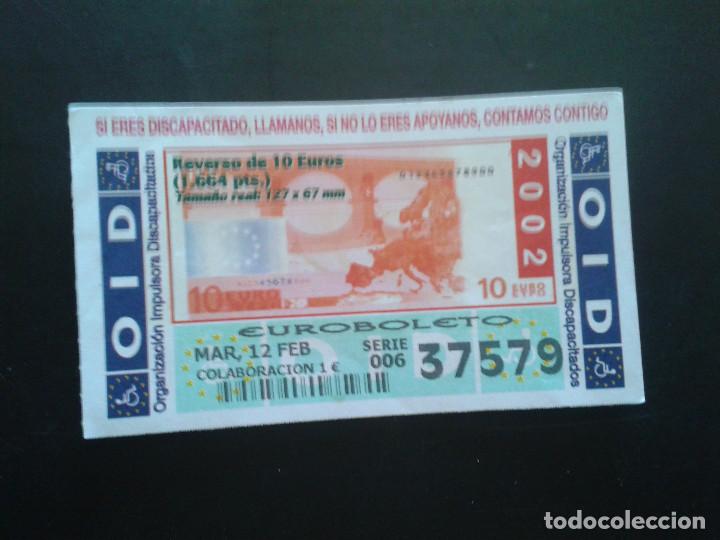 SI ERES DISCAPACITADO, LLAMANOS, SI NO LO ERES APOYANOS, CONTAMOS CONTIGO
OID
Organización Impulsora Discapacitados
Reverso de 10 Euros
(1.664 pts.)
Tamaño real: 127 x 67 mm
2002
10 EURO
10 EYPΩ
EUROBOLETO
MAR, 12 FEB
COLABORACION 1 €
SERIE
006
37579
OID
Organización Impulsora Discapacitados
todocoleccion.net